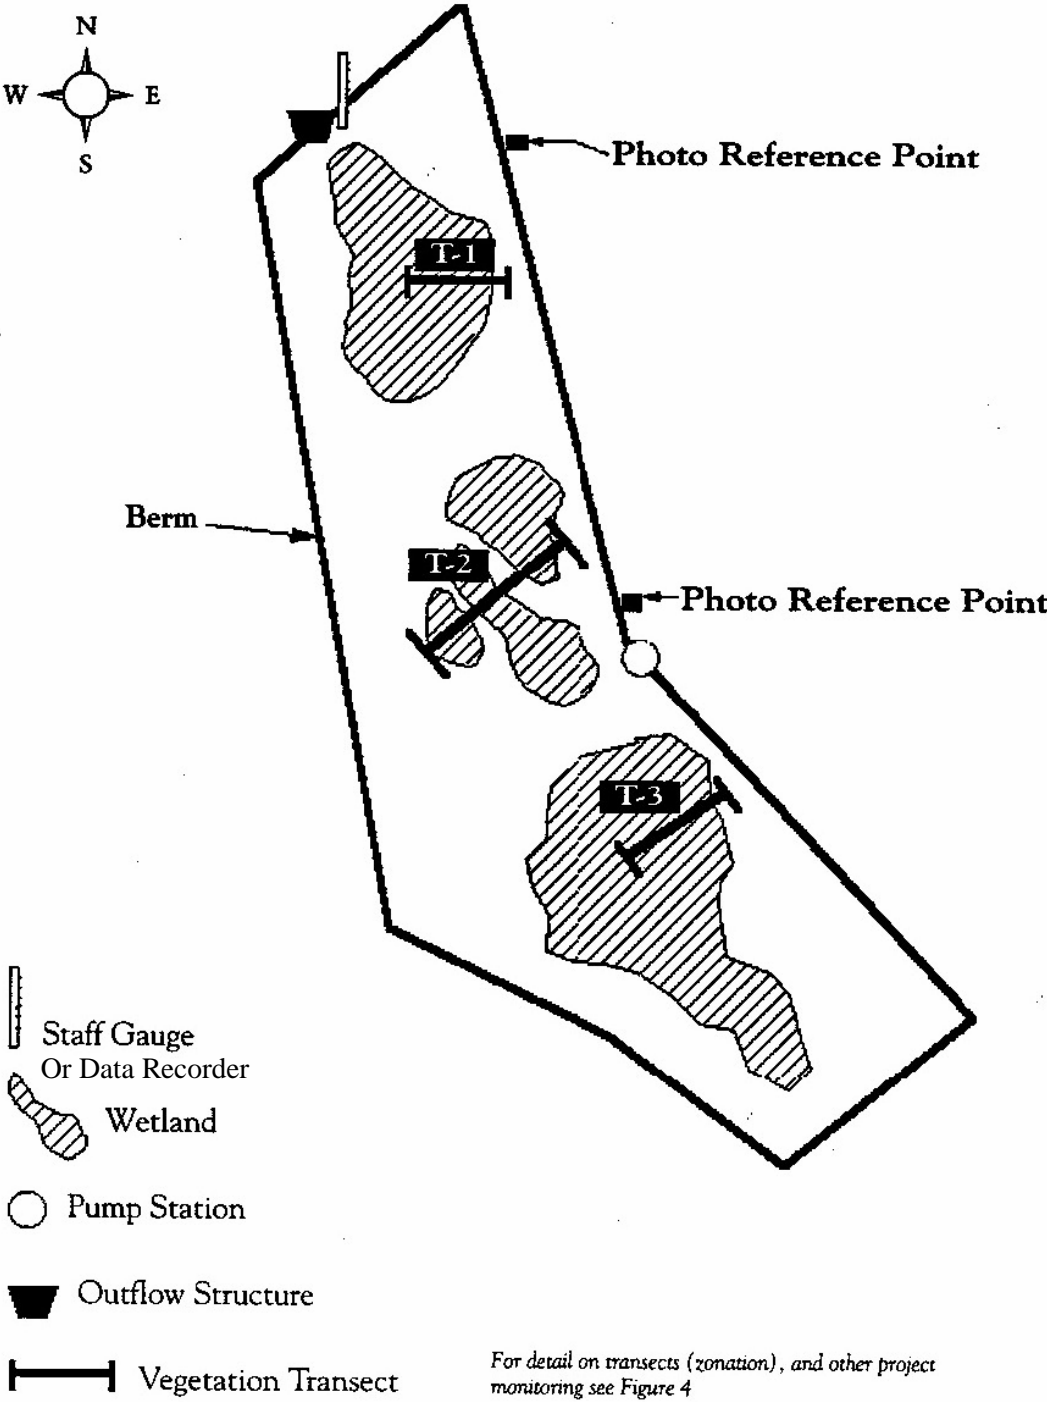 N
W E
S
Photo Reference Point
T-1
Berm
T-2
Photo Reference Point
T-3
Staff Gauge
Or Data Recorder
Wetland
Pump Station
Outflow Structure
Vegetation Transect
For detail on transects (zonation), and other project
monitoring see Figure 4